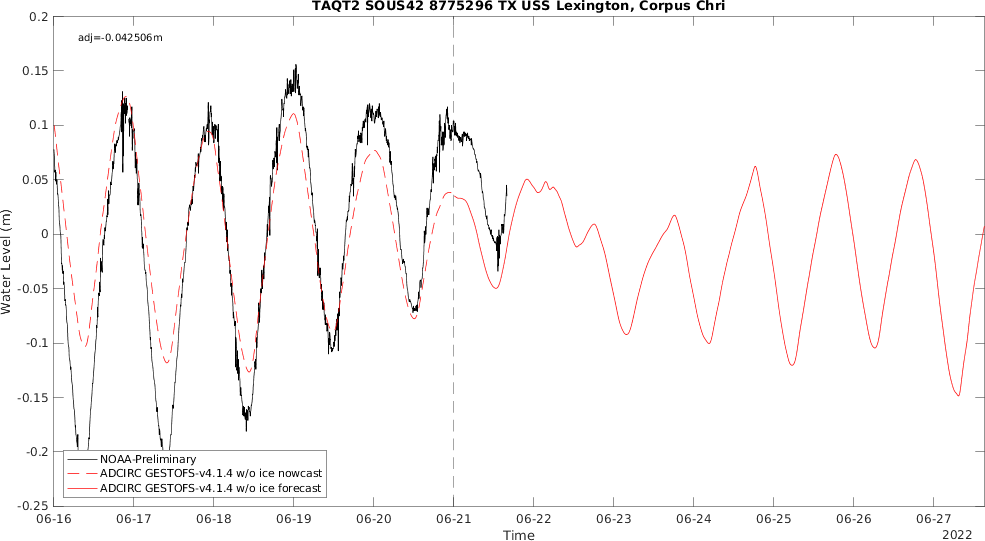 TAQT2 SOUS42 8775296 TX USS Lexington, Corpus Chri
adj=-0.042506m
0.2
0.15
0.1
0.05
0
-0.05
-0.1
-0.15
-0.2
-0.25
Water Level (m)
NOAA-Preliminary
ADCIRC GESTOFS-v4.1.4 w/o ice nowcast
ADCIRC GESTOFS-v4.1.4 w/o ice forecast
06-16 06-17 06-18 06-19 06-20 06-21 06-22 06-23 06-24 06-25 06-26 06-27
Time
2022